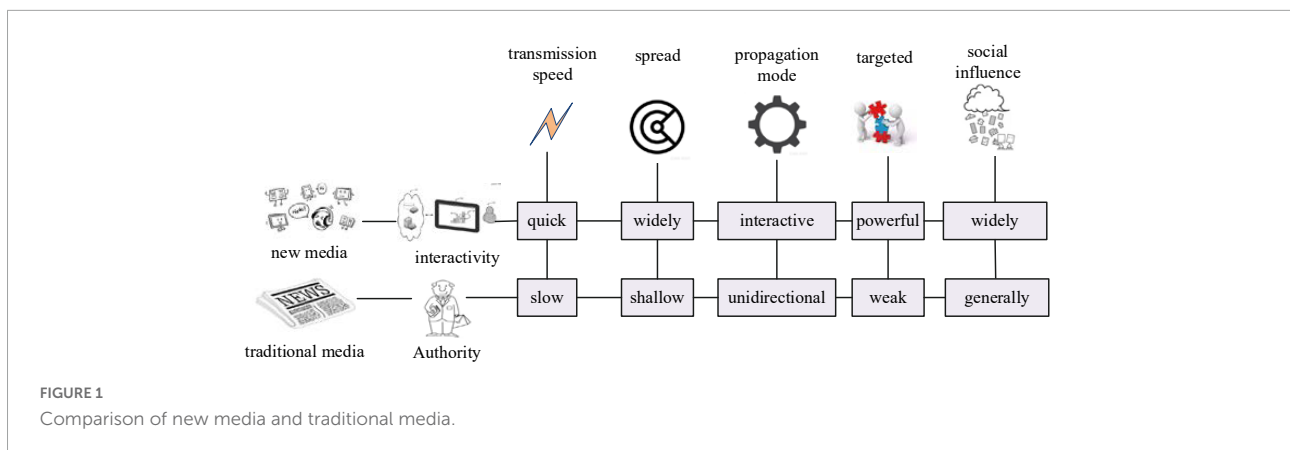 transmission
speed
spread
propagation
mode
targeted
social
influence
quick
widely
interactive
powerful
widely
new media
interactivity
NEWS
slow
shallow
unidirectional
weak
generally
traditional media
Authority
FIGURE 1
Comparison of new media and traditional media.